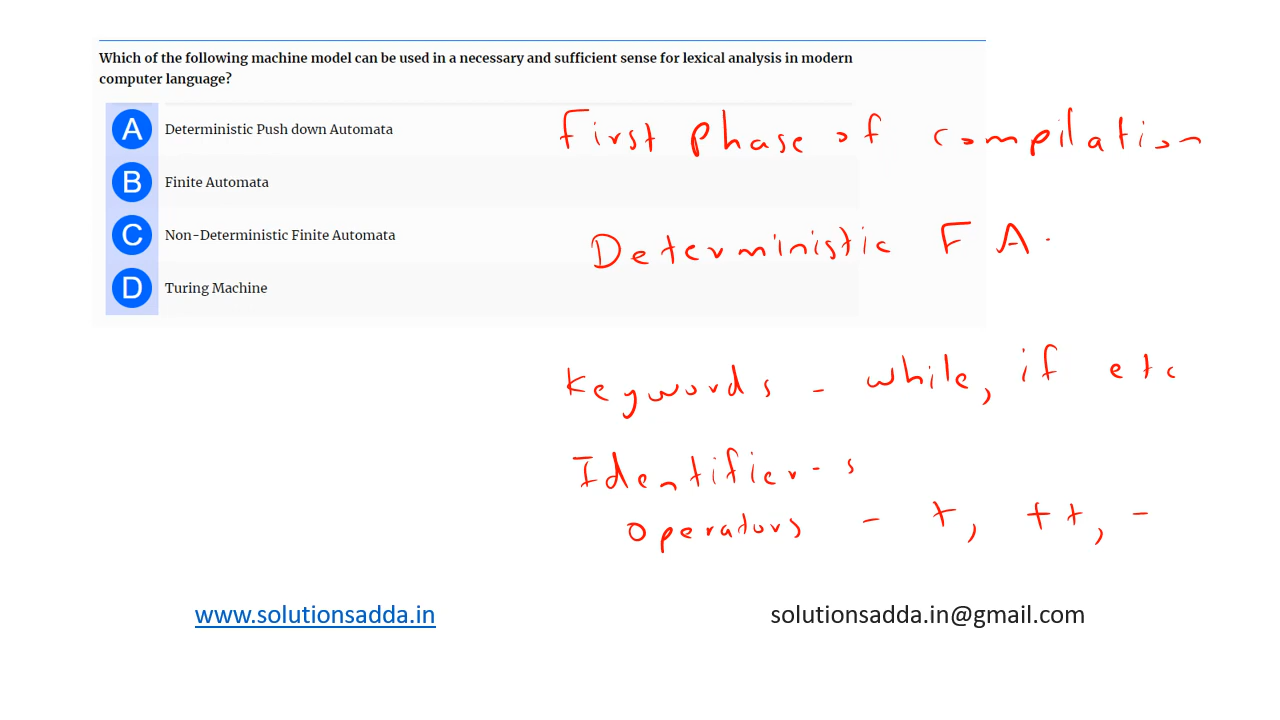 Which of the following machine model can be used in a necessary and sufficient sense for lexical analysis in modern
computer language?
A Deterministic Push down Automata
B Finite Automata
C Non-Deterministic Finite Automata
D Turing Machine
First Phase of compilation
Deterministic F A.
Keywords - while, if etc
Identifier - s
operators - +, ++, -
www.solutionsadda.in
solutionsadda.in@gmail.com